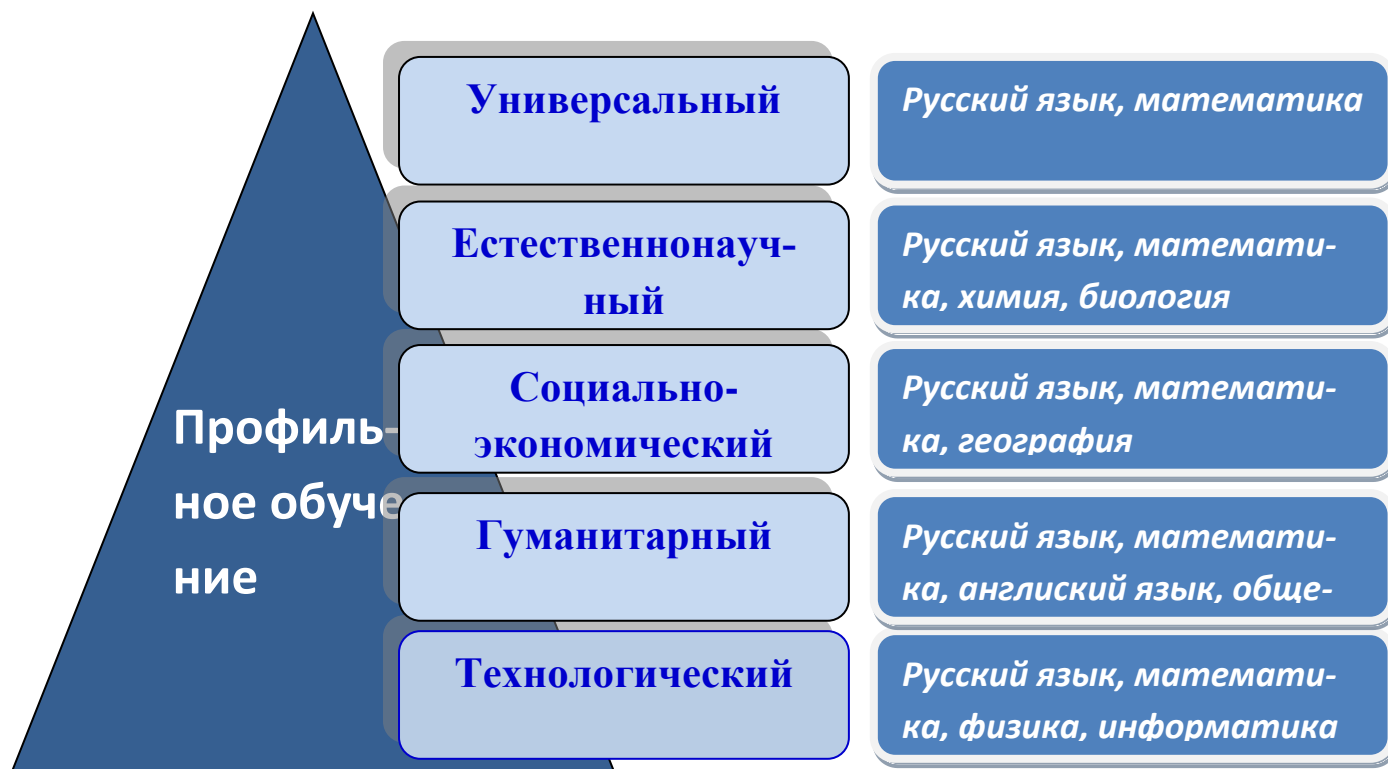 Универсальный
Русский язык, математика
Естественнонауч-
ный
Русский язык, математи-
ка, химия, биология
Социально-
экономический
Русский язык, математи-
ка, география
Профиль-
ное обуче
ние
Гуманитарный
Русский язык, математи-
ка, англиский язык, обще-
Технологический
Русский язык, математи-
ка, физика, информатика